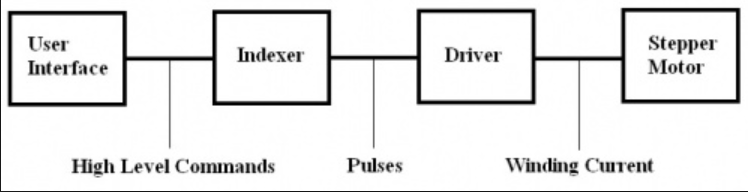 User
Interface
Indexer
Driver
Stepper
Motor
High Level Commands
Pulses
Winding Current